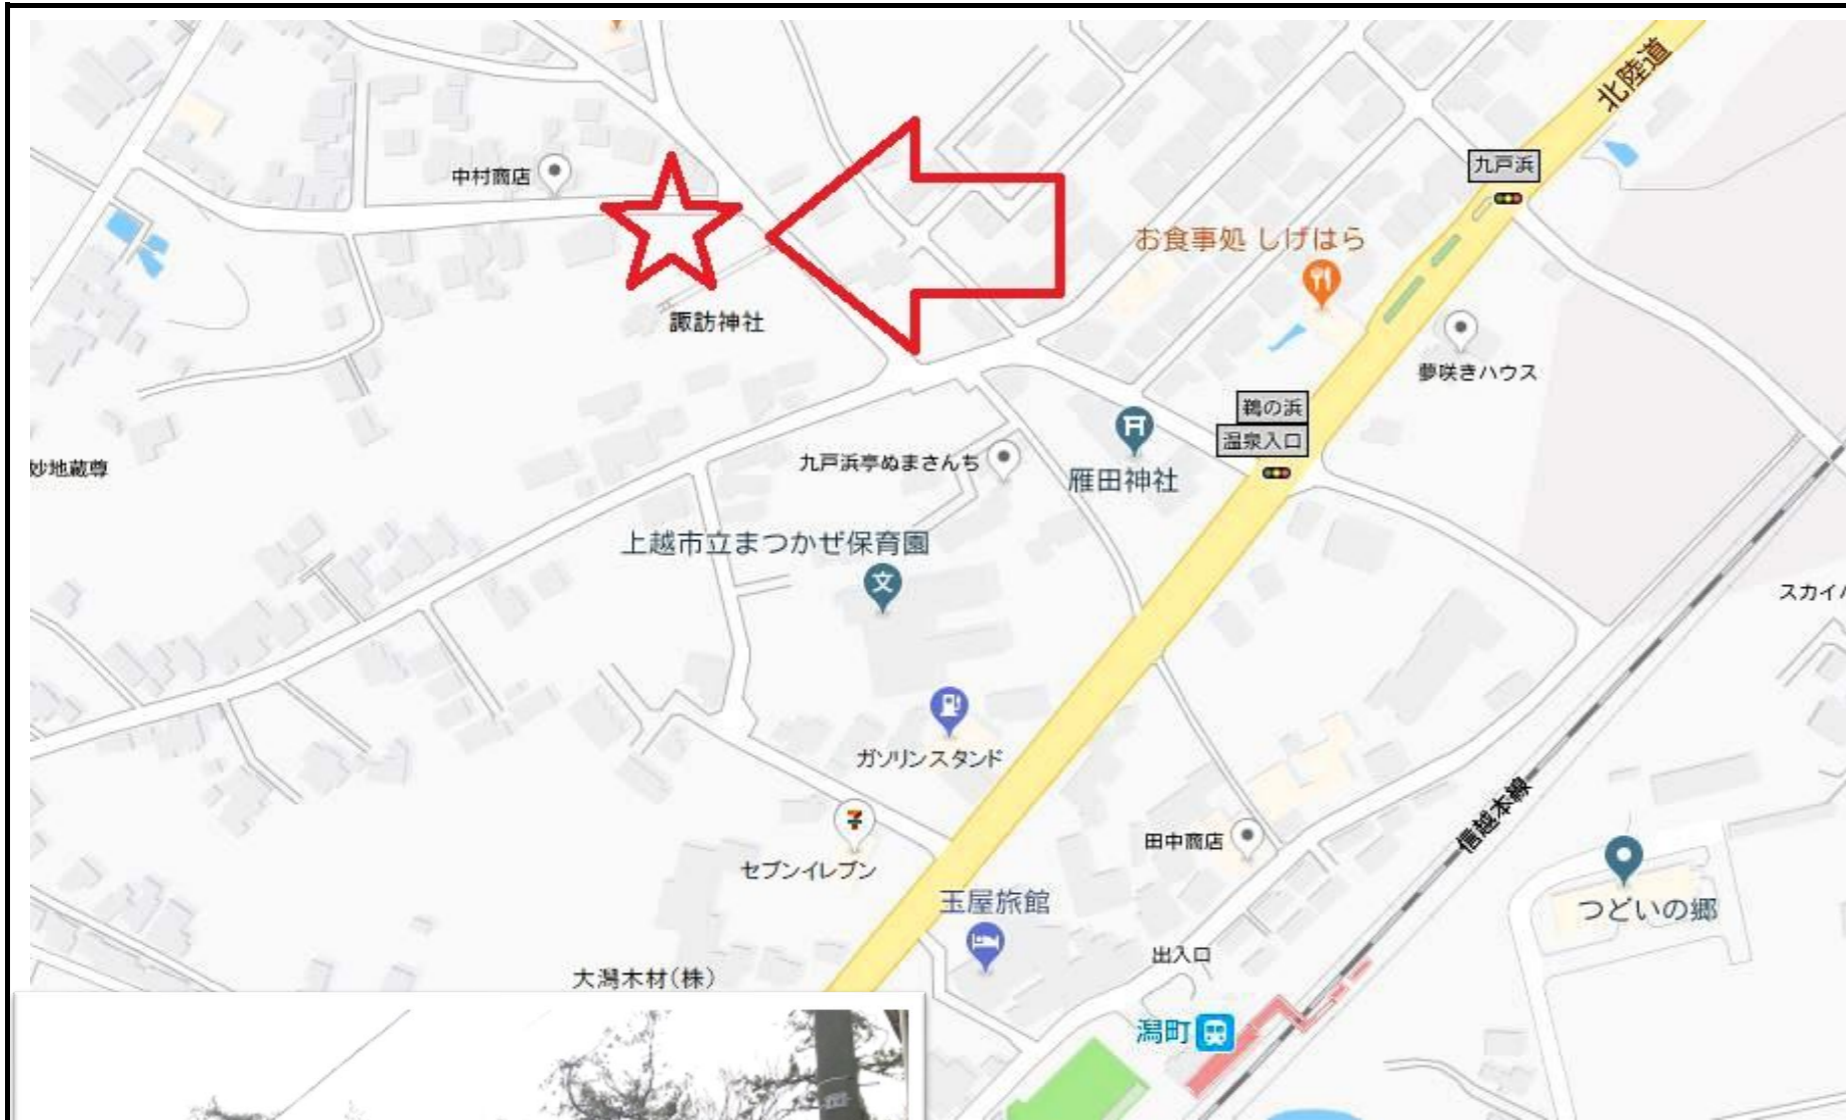 北陸道
九戸浜
中村商店
お食事処 しげはら
諏訪神社
夢咲きハウス
鵜の浜
温泉入口
妙地蔵尊
九戸浜亭ぬまさんち
雁田神社
上越市立まつかぜ保育園
文
スカイ
ガソリンスタンド
信越本線
田中商店
7
セブンイレブン
玉屋旅館
つどいの郷
出入口
大潟木材(株)
潟町